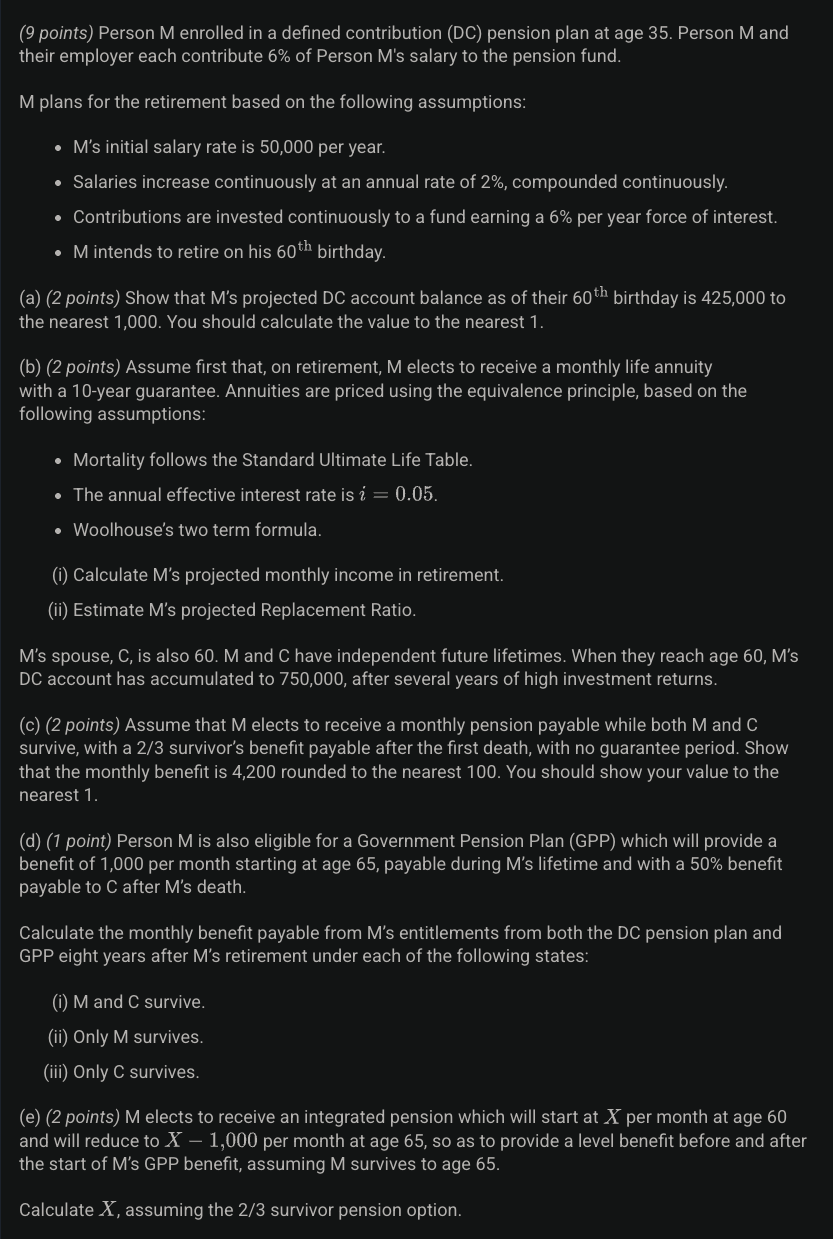 (9 points) Person M enrolled in a defined contribution (DC) pension plan at age 35. Person M and
their employer each contribute 6% of Person M's salary to the pension fund.
M plans for the retirement based on the following assumptions:
• M’s initial salary rate is 50,000 per year.
• Salaries increase continuously at an annual rate of 2%, compounded continuously.
• Contributions are invested continuously to a fund earning a 6% per year force of interest.
• M intends to retire on his 60th birthday.
(a) (2 points) Show that M’s projected DC account balance as of their 60th birthday is 425,000 to
the nearest 1,000. You should calculate the value to the nearest 1.
(b) (2 points) Assume first that, on retirement, M elects to receive a monthly life annuity
with a 10-year guarantee. Annuities are priced using the equivalence principle, based on the
following assumptions:
• Mortality follows the Standard Ultimate Life Table.
• The annual effective interest rate is i = 0.05.
• Woolhouse’s two term formula.
(i) Calculate M’s projected monthly income in retirement.
(ii) Estimate M’s projected Replacement Ratio.
M’s spouse, C, is also 60. M and C have independent future lifetimes. When they reach age 60, M’s
DC account has accumulated to 750,000, after several years of high investment returns.
(c) (2 points) Assume that M elects to receive a monthly pension payable while both M and C
survive, with a 2/3 survivor’s benefit payable after the first death, with no guarantee period. Show
that the monthly benefit is 4,200 rounded to the nearest 100. You should show your value to the
nearest 1.
(d) (1 point) Person M is also eligible for a Government Pension Plan (GPP) which will provide a
benefit of 1,000 per month starting at age 65, payable during M’s lifetime and with a 50% benefit
payable to C after M’s death.
Calculate the monthly benefit payable from M’s entitlements from both the DC pension plan and
GPP eight years after M’s retirement under each of the following states:
(i) M and C survive.
(ii) Only M survives.
(iii) Only C survives.
(e) (2 points) M elects to receive an integrated pension which will start at X per month at age 60
and will reduce to X − 1,000 per month at age 65, so as to provide a level benefit before and after
the start of M’s GPP benefit, assuming M survives to age 65.
Calculate X, assuming the 2/3 survivor pension option.